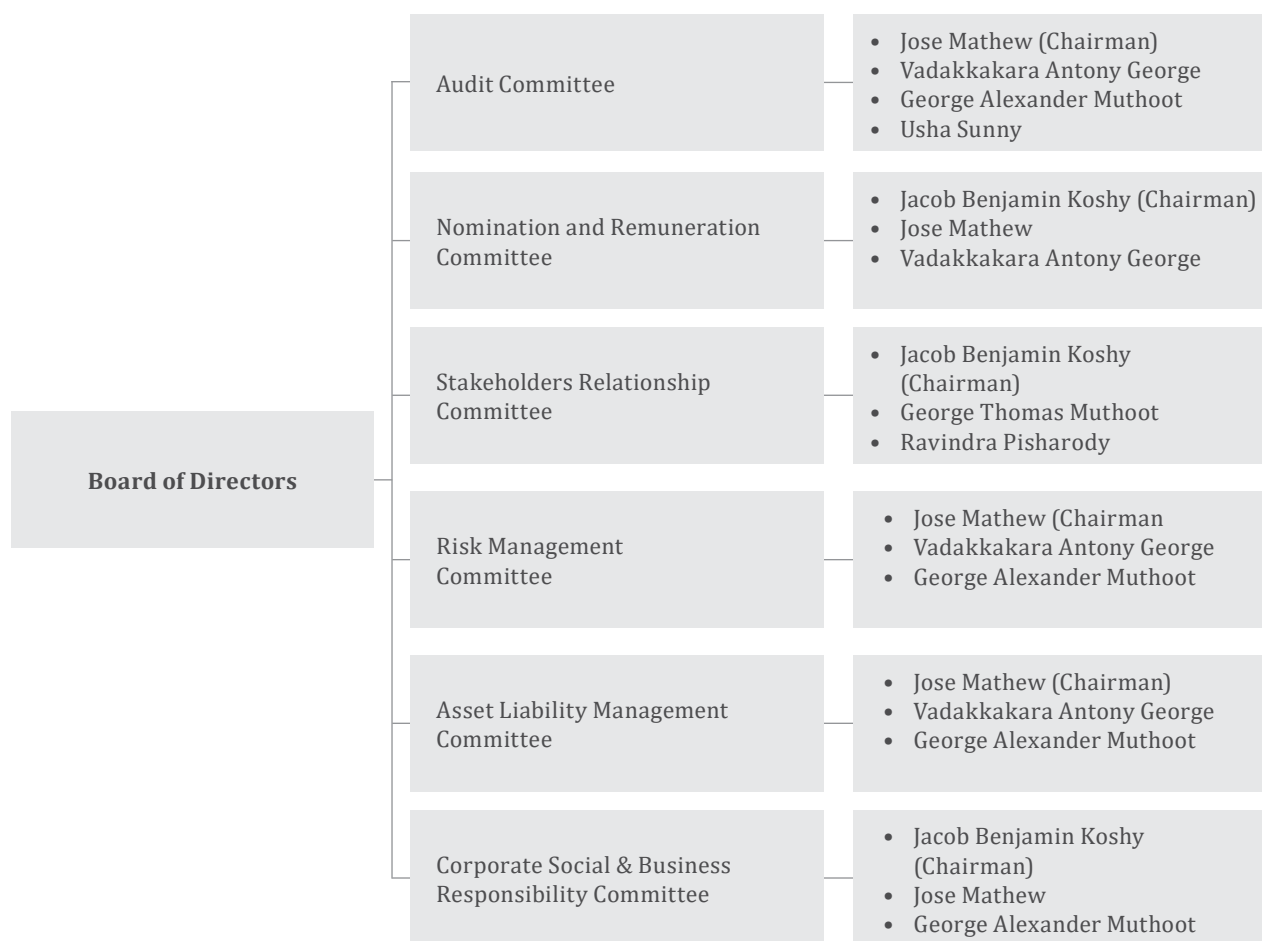 Board of Directors
Audit Committee
• Jose Mathew (Chairman)
• Vadakkakara Antony George
• George Alexander Muthoot
• Usha Sunny
Nomination and Remuneration
Committee
• Jacob Benjamin Koshy (Chairman)
• Jose Mathew
• Vadakkakara Antony George
Stakeholders Relationship
Committee
• Jacob Benjamin Koshy
(Chairman)
• George Thomas Muthoot
• Ravindra Pisharody
Risk Management
Committee
• Jose Mathew (Chairman
• Vadakkakara Antony George
• George Alexander Muthoot
Asset Liability Management
Committee
• Jose Mathew (Chairman)
• Vadakkakara Antony George
• George Alexander Muthoot
Corporate Social & Business
Responsibility Committee
• Jacob Benjamin Koshy
(Chairman)
• Jose Mathew
• George Alexander Muthoot